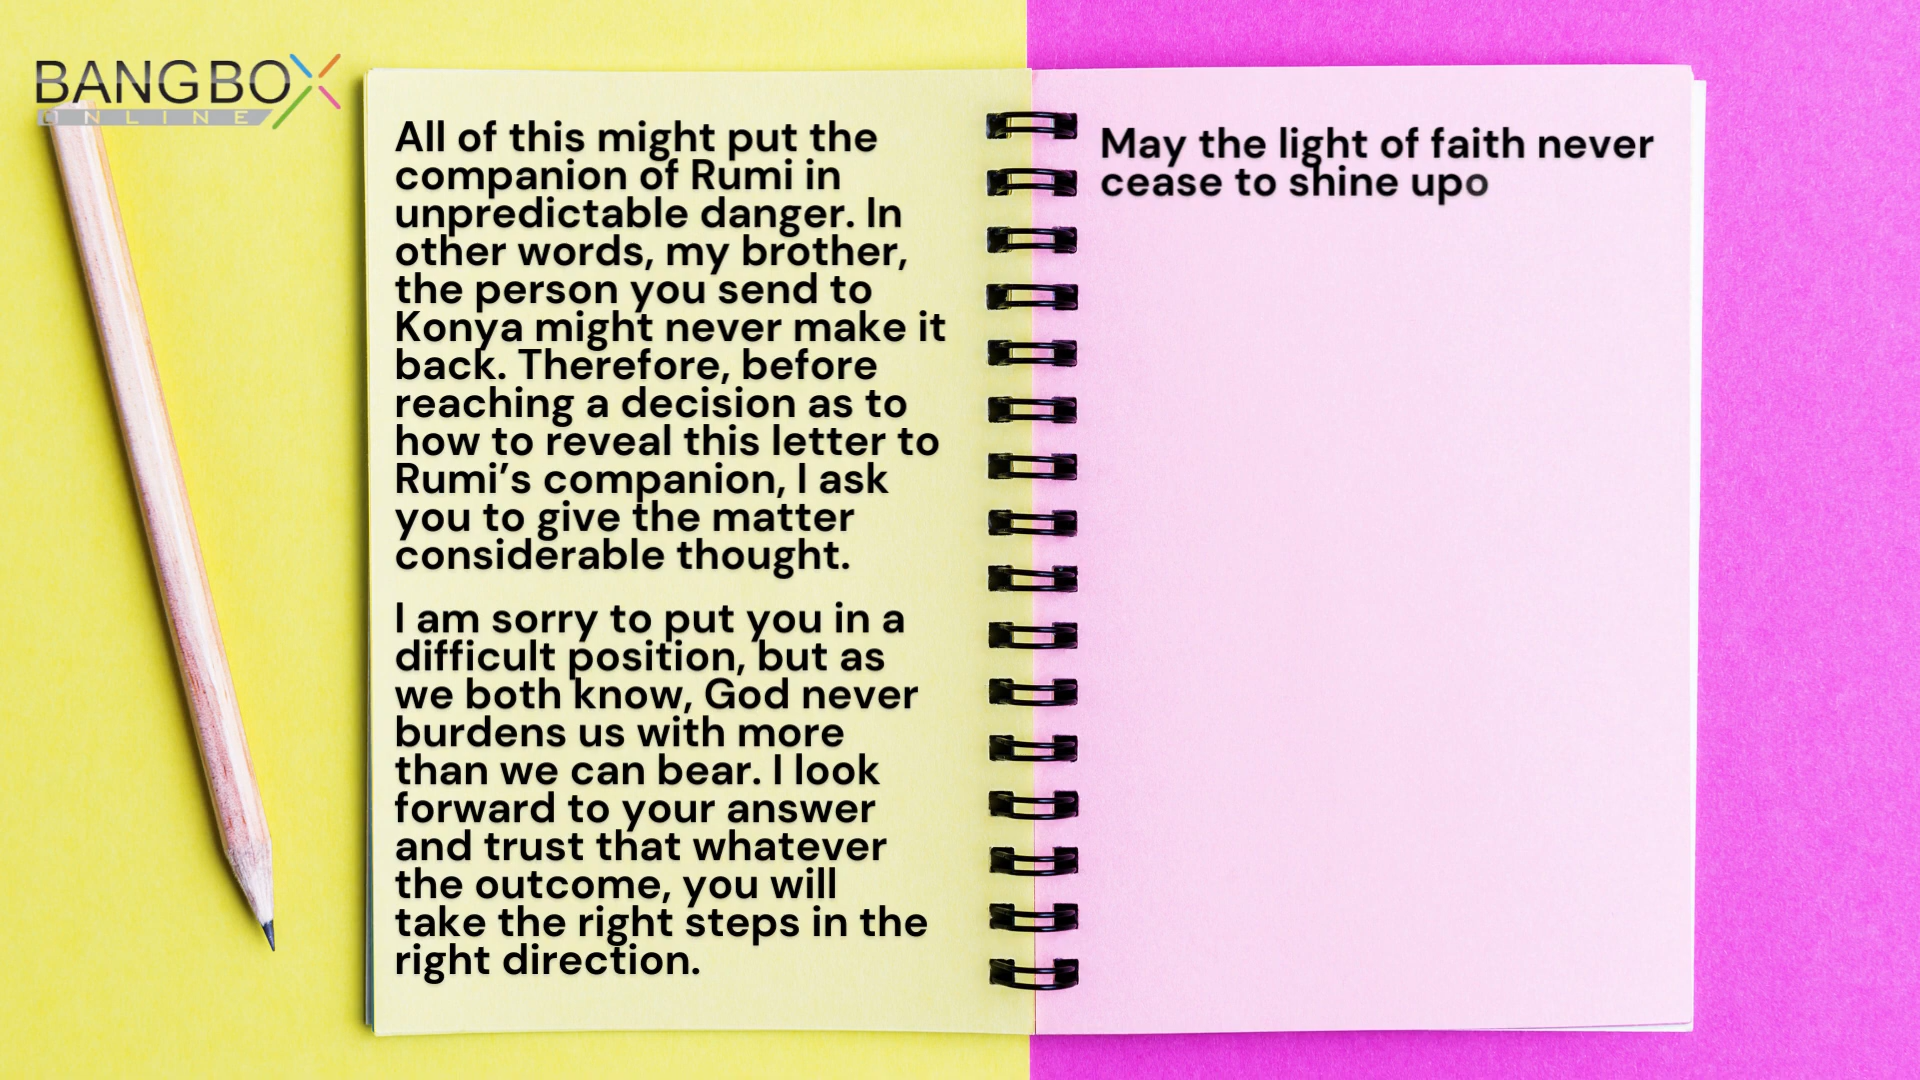 BANGBOX
ONLINE
All of this might put the
companion of Rumi in
unpredictable danger. In
other words, my brother,
the person you send to
Konya might never make it
back. Therefore, before
reaching a decision as to
how to reveal this letter to
Rumi’s companion, I ask
you to give the matter
considerable thought.
I am sorry to put you in a
difficult position, but as
we both know, God never
burdens us with more
than we can bear. I look
forward to your answer
and trust that whatever
the outcome, you will
take the right steps in the
right direction.
May the light of faith never
cease to shine upo